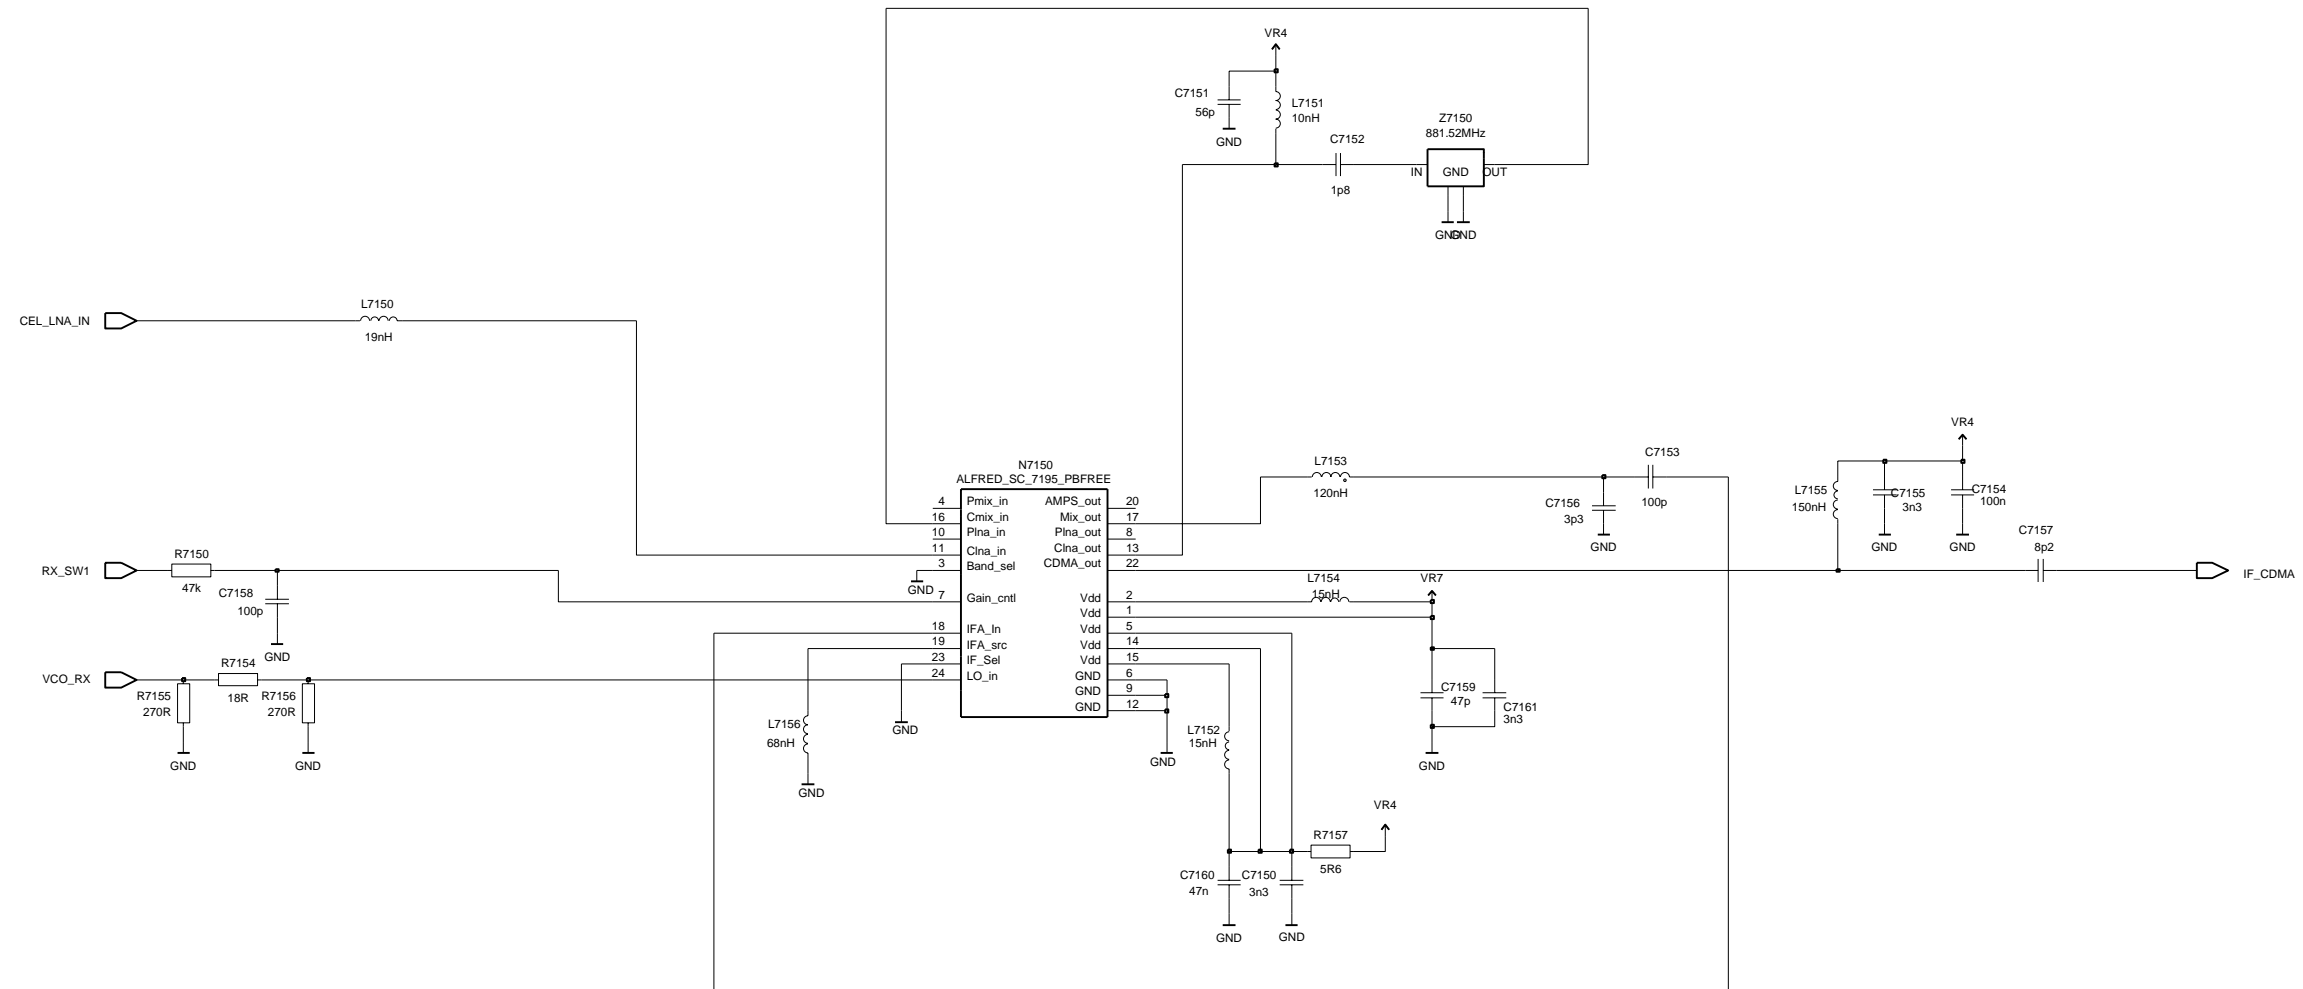 VR4
C7151
56p
GND
L7151
10nH
C7152
1p8
Z7150
881.52MHz
IN
GND
OUT
GND
GND
CEL_LNA_IN
L7150
19nH
N7150
ALFRED_SC_7195_PBFREE
4 Pmix_in AMPS_out 20
16 Cmix_in Mix_out 17
10 Plna_in Plna_out 8
11 Clna_in Clna_out 13
3 Band_sel CDMA_out 22
GND
7 Gain_cntl Vdd 2
Vdd 1
18 IFA_In Vdd 5
19 IFA_src Vdd 14
23 IF_Sel Vdd 15
24 LO_in GND 6
GND 9
GND 12
L7153
120nH
C7153
100p
C7156
3p3
GND
VR4
L7155
150nH
C7155
3n3
GND
C7154
100n
GND
C7157
8p2
IF_CDMA
RX_SW1
R7150
47k
C7158
100p
GND
L7154
15nH
VR7
VCO_RX
R7154
18R
R7155
270R
GND
R7156
270R
GND
L7156
68nH
GND
GND
GND
L7152
15nH
C7159
47p
C7161
3n3
GND
VR4
R7157
5R6
C7160
47n
GND
C7150
3n3
GND